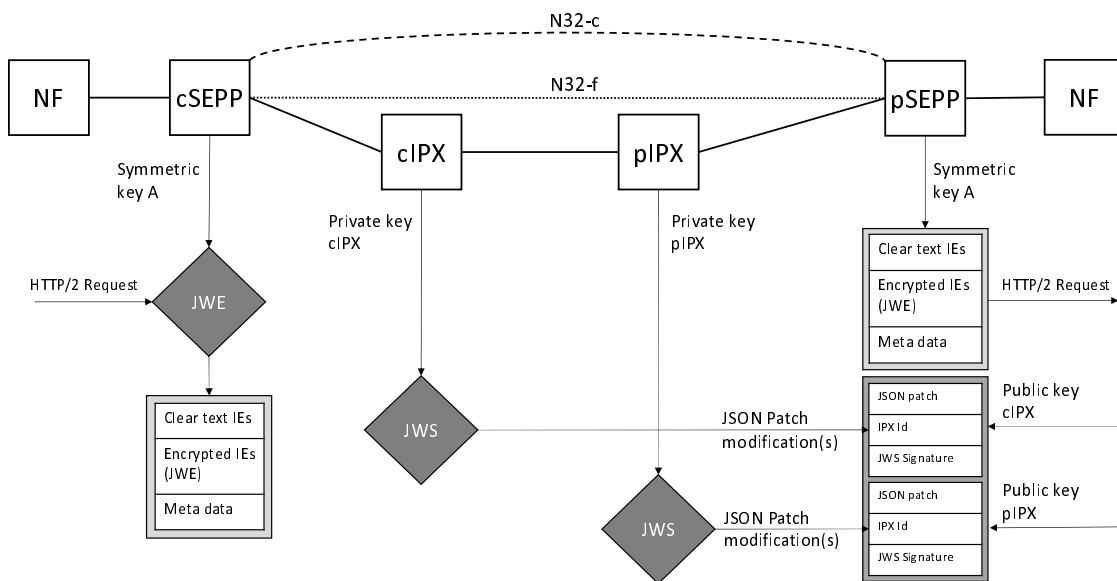 N32-c
N32-f
NF
cSEPP
pSEPP
NF
cIPX
pIPX
Symmetric
key A
Private key
cIPX
Private key
pIPX
Symmetric
key A
HTTP/2 Request
JWE
Clear text IEs
Encrypted IEs
(JWE)
Meta data
HTTP/2 Request
Clear text IEs
Encrypted IEs
(JWE)
Meta data
JWS
JSON Patch
modification(s)
JSON patch
IPX Id
JWS Signature
Public key
cIPX
JWS
JSON Patch
modification(s)
JSON patch
IPX Id
JWS Signature
Public key
pIPX